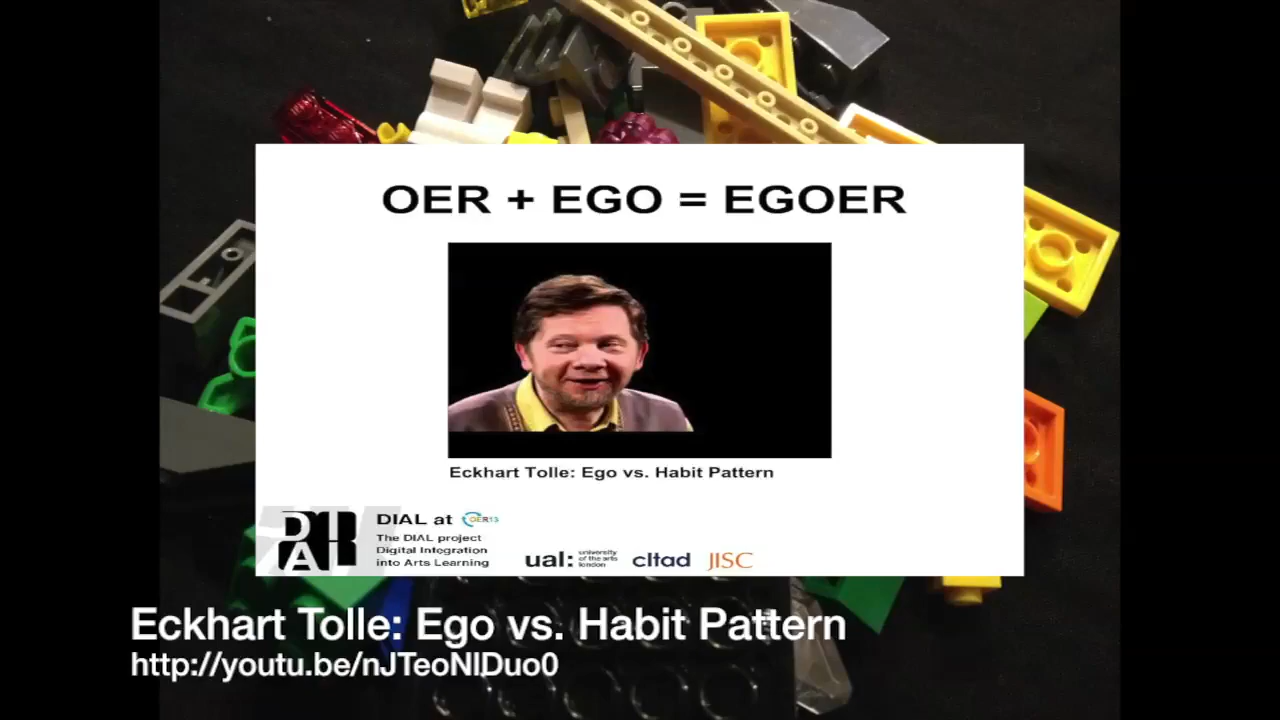 OER + EGO = EGOER
Eckhart Tolle: Ego vs. Habit Pattern
DIAL
DIAL at OER13
The DIAL project
Digital Integration
into Arts Learning
ual: university of the arts london
cltad
JISC
Eckhart Tolle: Ego vs. Habit Pattern
http://youtu.be/nJTeoNlDuo0